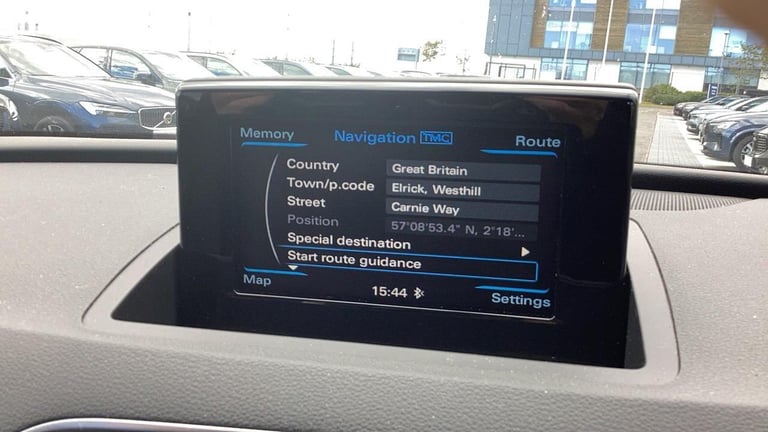 Memory
Navigation TMC
Route
Country Great Britain
Town/p.code Elrick, Westhill
Street Carnie Way
Position 57°08'53.4" N, 2°18'...
Special destination
Start route guidance
Map
15:44
Settings